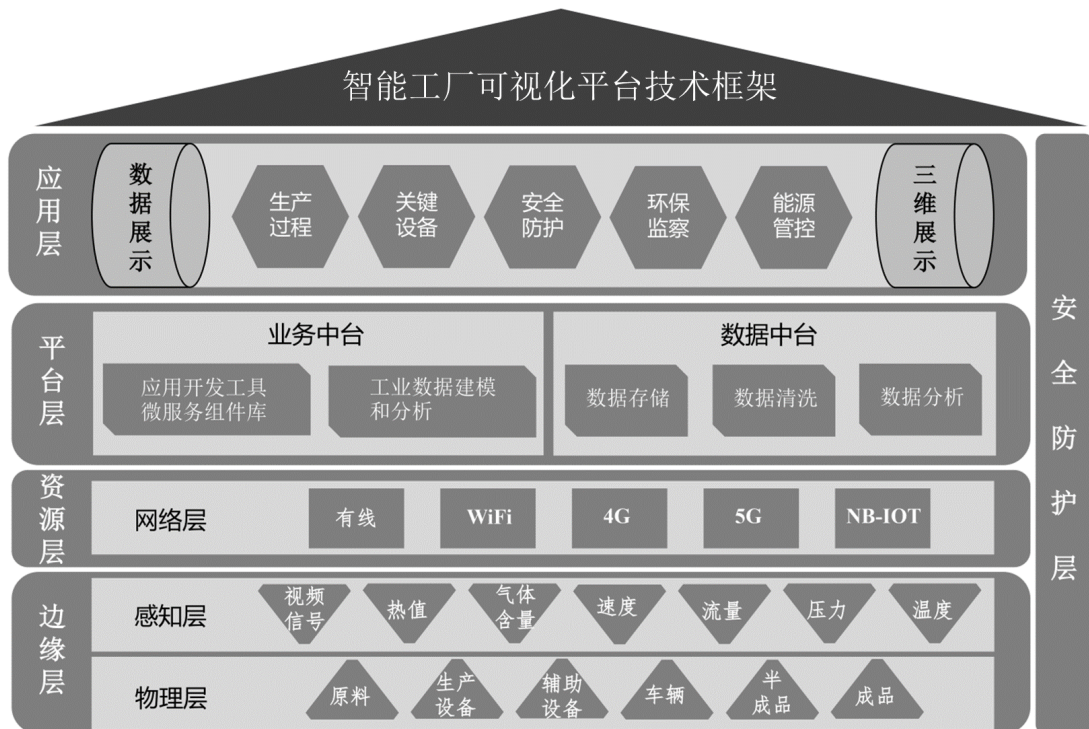 智能工厂可视化平台技术框架
应用层
数据展示
生产
过程
关键
设备
安全
防护
环保
监察
能源
管控
三维展示
平台层
业务中台
应用开发工具
微服务组件库
工业数据建模
和分析
数据中台
数据存储
数据清洗
数据分析
资源层
网络层
有线
WiFi
4G
5G
NB-IOT
边缘层
感知层
视频
信号
热值
气体
含量
速度
流量
压力
温度
物理层
原料
生产
设备
辅助
设备
车辆
半
成品
成品
安全防护层